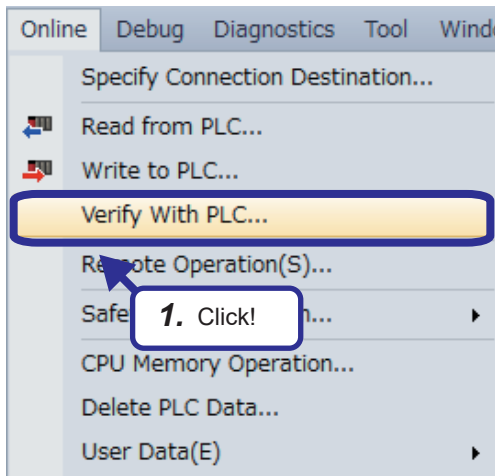 Online Debug Diagnostics Tool
Specify Connection Destination...
Read from PLC...
Write to PLC...
Verify With PLC...
Remote Operation(S)...
1. Click!
CPU Memory Operation...
Delete PLC Data...
User Data(E)